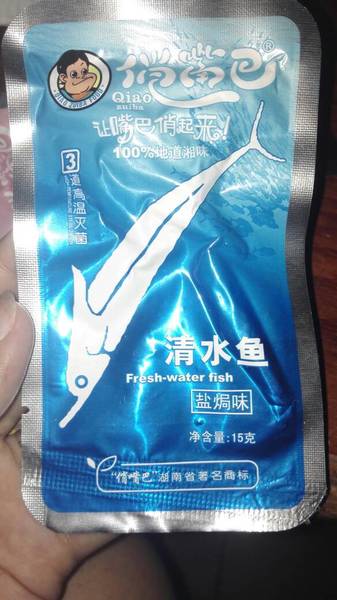 俏嘴巴®
Qiao
zuiba
让嘴巴俏起来!
100%地道湘味
3道高温灭菌
清水鱼
Fresh-water fish
盐焗味
净含量:15克
"俏嘴巴"湖南省著名商标